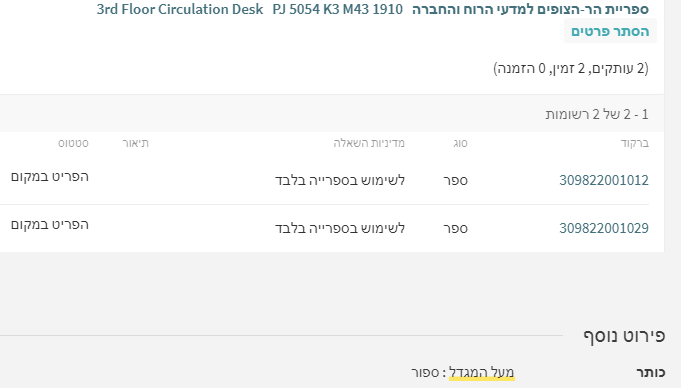 ספריית הר-הצופים למדעי הרוח והחברה 3rd Floor Circulation Desk PJ 5054 K3 M43 1910
הסתר פרטים
(2 עותקים, 2 זמין, 0 הזמנה)
1 - 2 של 2 רשומות
ברקוד סוג מדיניות השאלה תיאור סטטוס
309822001012 ספר לשימוש בספרייה בלבד הפריט במקום
309822001029 ספר לשימוש בספרייה בלבד הפריט במקום
פירוט נוסף
כותר מעל המגדל : ספור